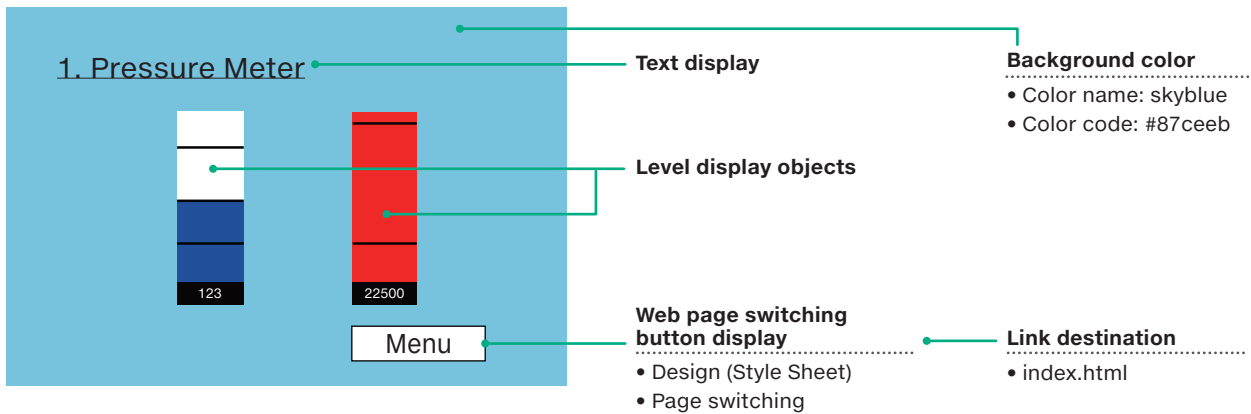 1. Pressure Meter
123
22500
Menu
Text display
Level display objects
Web page switching
button display
• Design (Style Sheet)
• Page switching
Background color
• Color name: skyblue
• Color code: #87ceeb
Link destination
• index.html